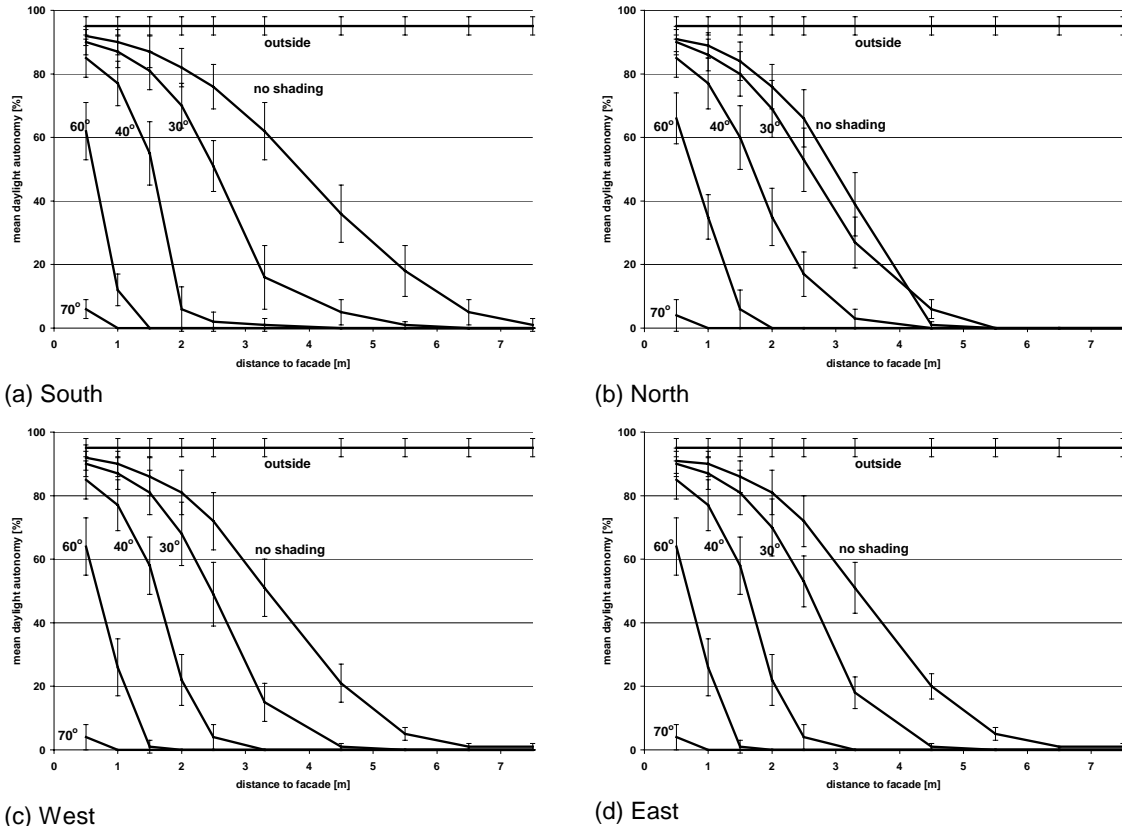 100
80
60
40
20
0
mean daylight autonomy [%]
outside
no shading
60°
40°
30°
70°
0 1 2 3 4 5 6 7
distance to facade [m]
(a) South
100
80
60
40
20
0
mean daylight autonomy [%]
outside
no shading
60°
40°
30°
70°
0 1 2 3 4 5 6 7
distance to facade [m]
(b) North
100
80
60
40
20
0
mean daylight autonomy [%]
outside
no shading
60°
40°
30°
70°
0 1 2 3 4 5 6 7
distance to facade [m]
(c) West
100
80
60
40
20
0
mean daylight autonomy [%]
outside
no shading
60°
40°
30°
70°
0 1 2 3 4 5 6 7
distance to facade [m]
(d) East